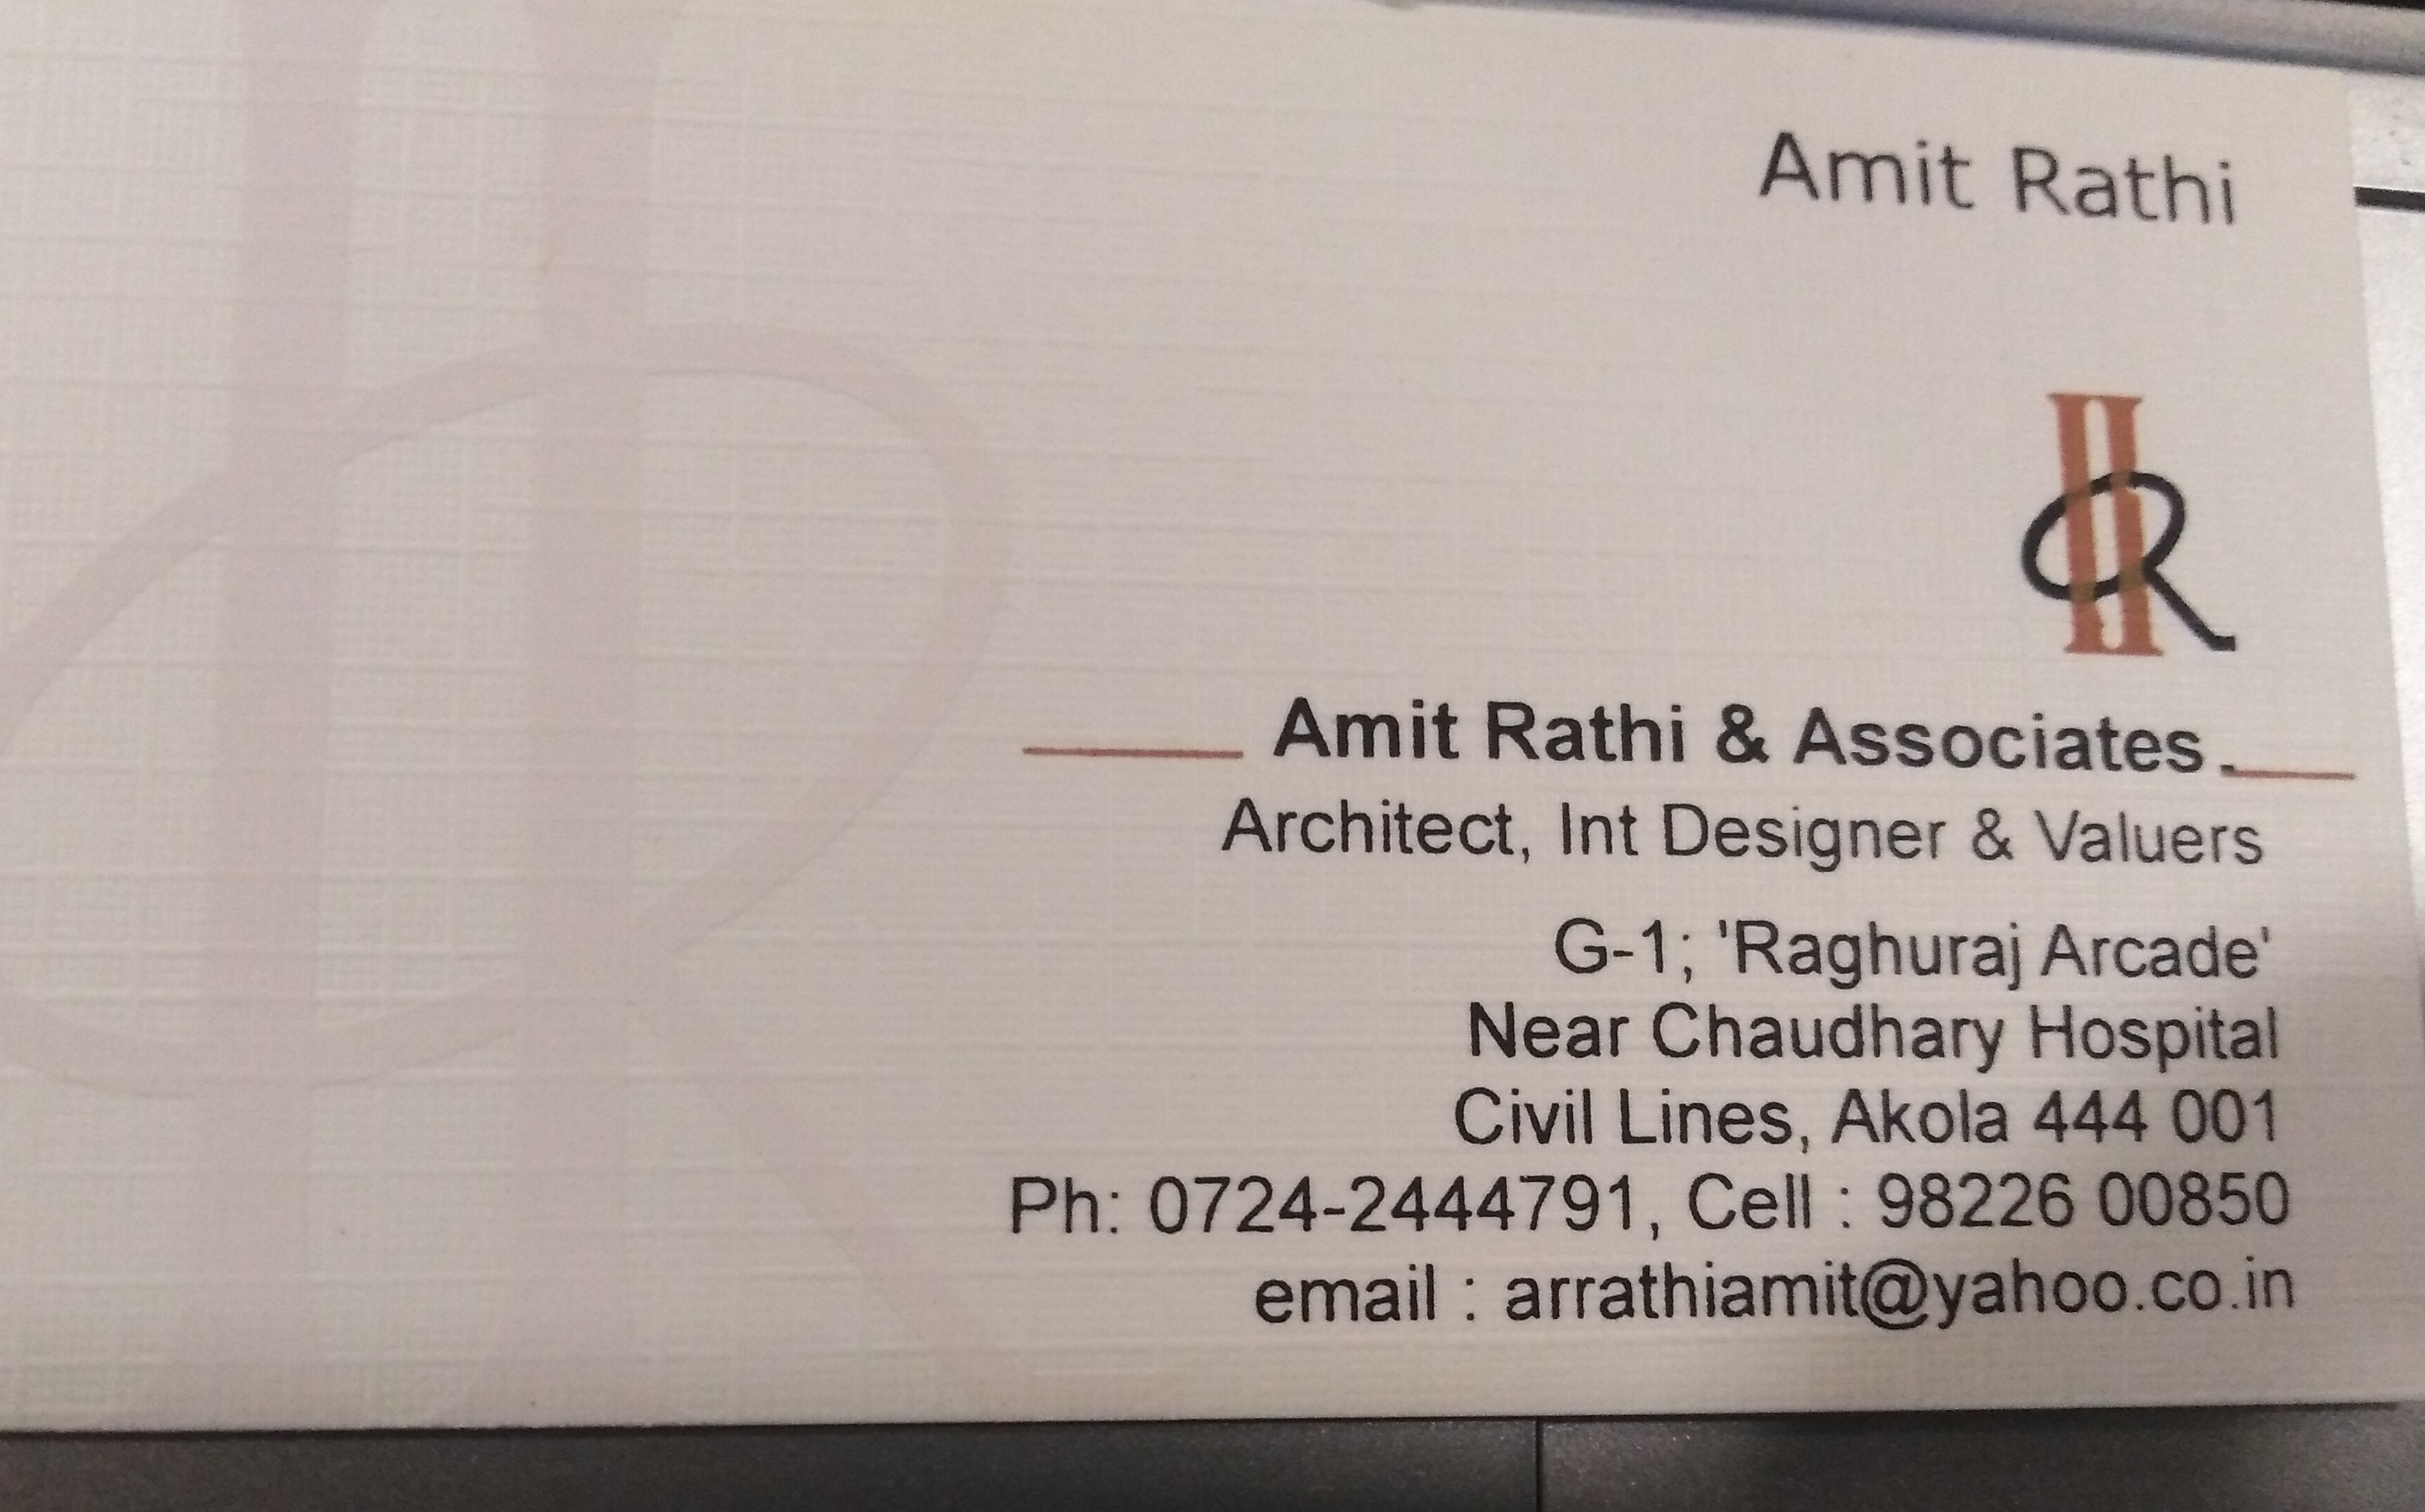 Amit Rathi
R
Amit Rathi & Associates.
Architect, Int Designer & Valuers
G-1; 'Raghuraj Arcade'
Near Chaudhary Hospital
Civil Lines, Akola 444 001
Ph: 0724-2444791, Cell : 98226 00850
email : arrathiamit@yahoo.co.in